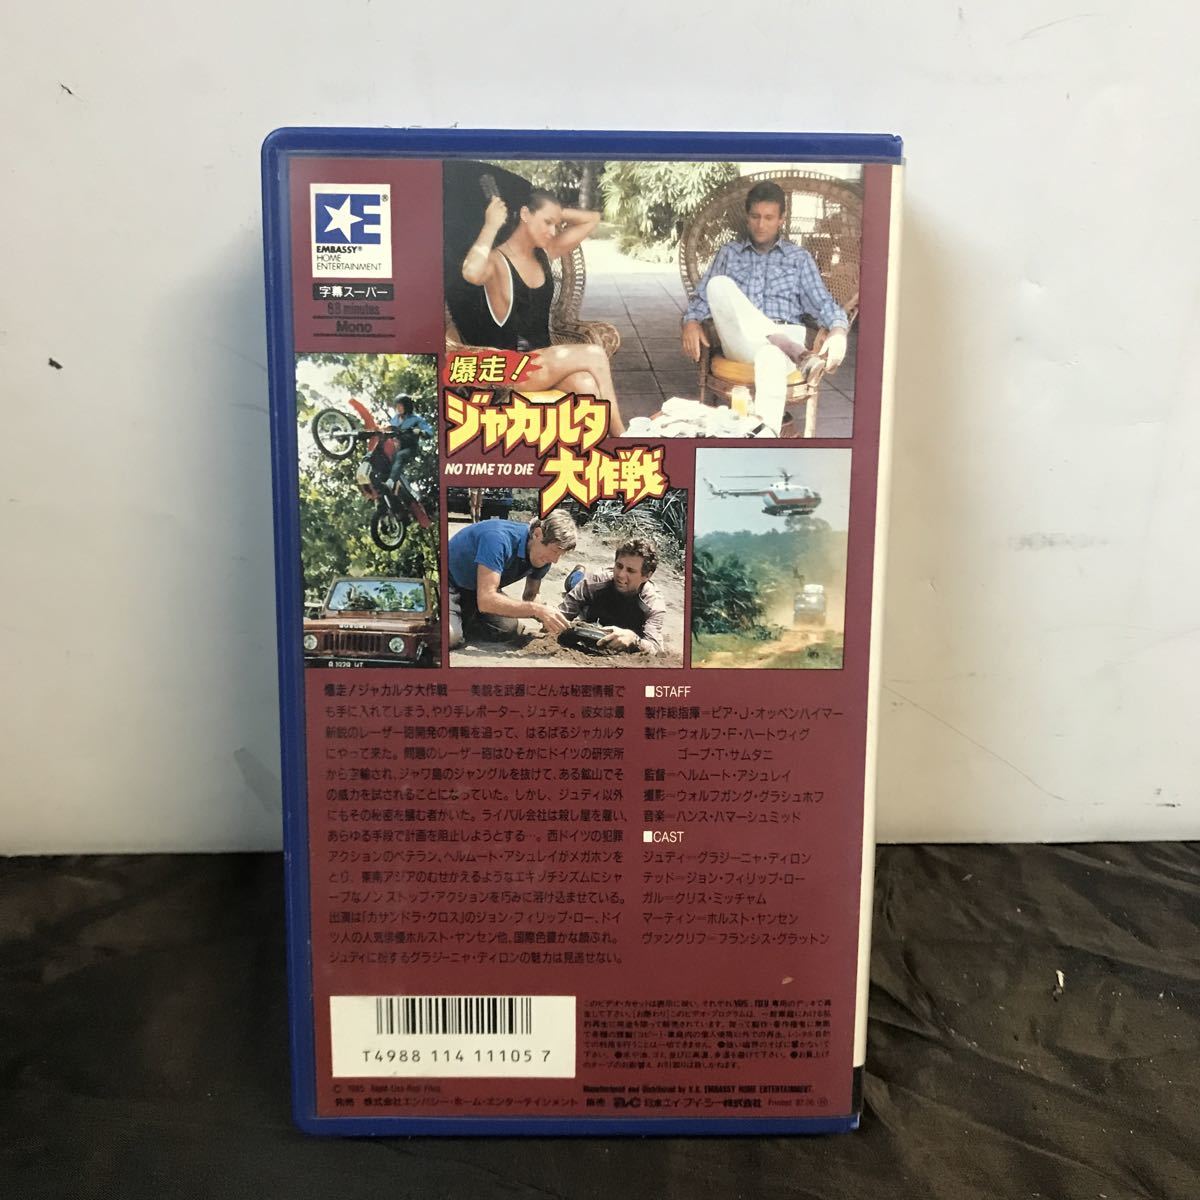 E®
EMBASSY®
HOME
ENTERTAINMENT
字幕スーパー
88 minutes
Mono
爆走!
ジャカルタ
NO TIME TO DIE
大作戦
SUZUKI
爆走!ジャカルタ大作戦——美貌を武器にどんな秘密情報で
も手に入れてしまう、やり手レポーター、ジュディ。彼女は最
新鋭のレーザー砲開発の情報を追って、はるばるジャカルタ
にやって来た。問題のレーザー砲はひそかにドイツの研究所
から空輸され、ジャワ島のジャングルを抜けて、ある鉱山でそ
の威力を試されることになっていた。しかし、ジュディ以外
にもその秘密を狙う者がいた。ライバル会社は殺し屋を雇い、
あらゆる手段で計画を阻止しようとする…。西ドイツの犯罪
アクションのベテラン、ヘルムート・アシュレイがメガホンを
とり、東南アジアのむせかえるようなエキゾチシズムにシャ
ープなノンストップ・アクションを巧みに溶け込ませている。
出演は「カサンドラ・クロス」のジョン・フィリップ・ロー、ドイ
ツ人の人気俳優ホルスト・ヤンセン他、国際色豊かな顔ぶれ。
ジュディに扮するグラジーニャ・ディロンの魅力は見逃せない。
■STAFF
製作総指揮=ピア・J・オッペンハイマー
製作=ウォルフ・F・ハートウィグ
ゴープ・T・サムタニ
監督=ヘルムート・アシュレイ
撮影=ウォルフガング・グラシュホフ
音楽=ハンス・ハマーシュミッド
■CAST
ジュディ=グラジーニャ・ディロン
テッド=ジョン・フィリップ・ロー
ガル=クリス・ミッチャム
マーティン=ホルスト・ヤンセン
ヴァンクリフ=フランシス・グラットン
T4988 114 11105 7
Manufactured and Distributed by V.K. EMBASSY HOME ENTERTAINMENT.
発売 株式会社エンバシー・ホーム・エンターテイメント 販売 日本エイ・ブイ・シー株式会社